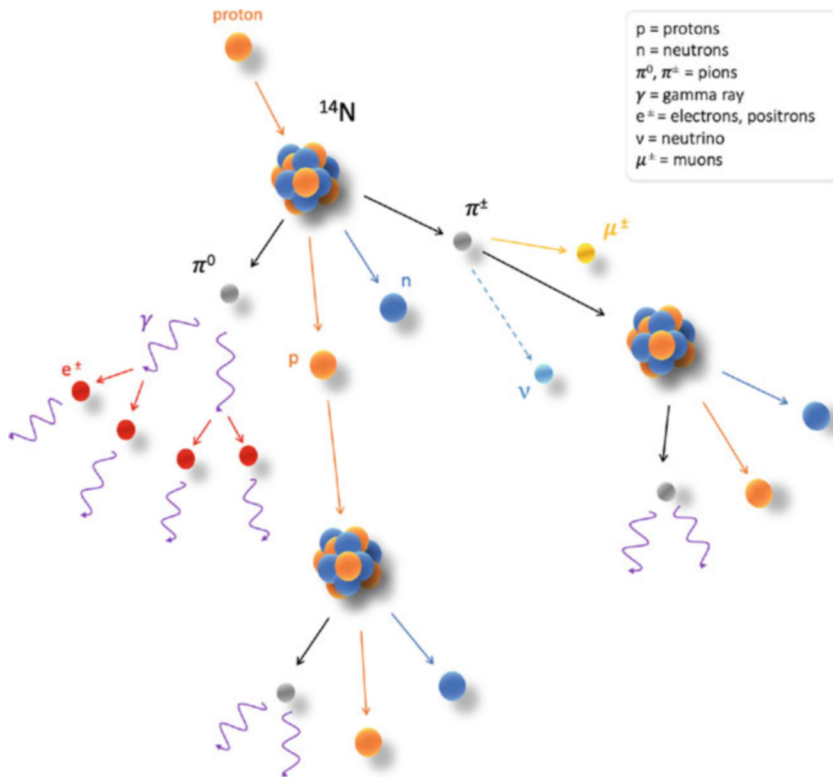 proton
¹⁴N
p = protons
n = neutrons
π⁰, π± = pions
γ = gamma ray
e± = electrons, positrons
ν = neutrino
μ± = muons
π±
μ±
π⁰
n
γ
e±
p
ν